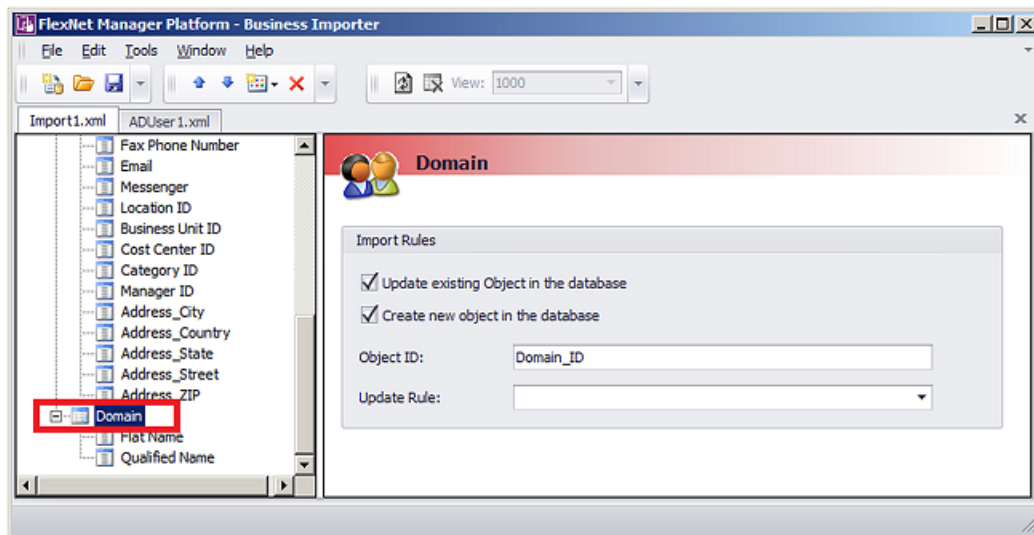 FlexNet Manager Platform - Business Importer
File Edit Tools Window Help
View: 1000
Import1.xml ADUser1.xml
Fax Phone Number
Email
Messenger
Location ID
Business Unit ID
Cost Center ID
Category ID
Manager ID
Address_City
Address_Country
Address_State
Address_Street
Address_ZIP
Domain
Flat Name
Qualified Name
Domain
Import Rules
Update existing Object in the database
Create new object in the database
Object ID: Domain_ID
Update Rule: